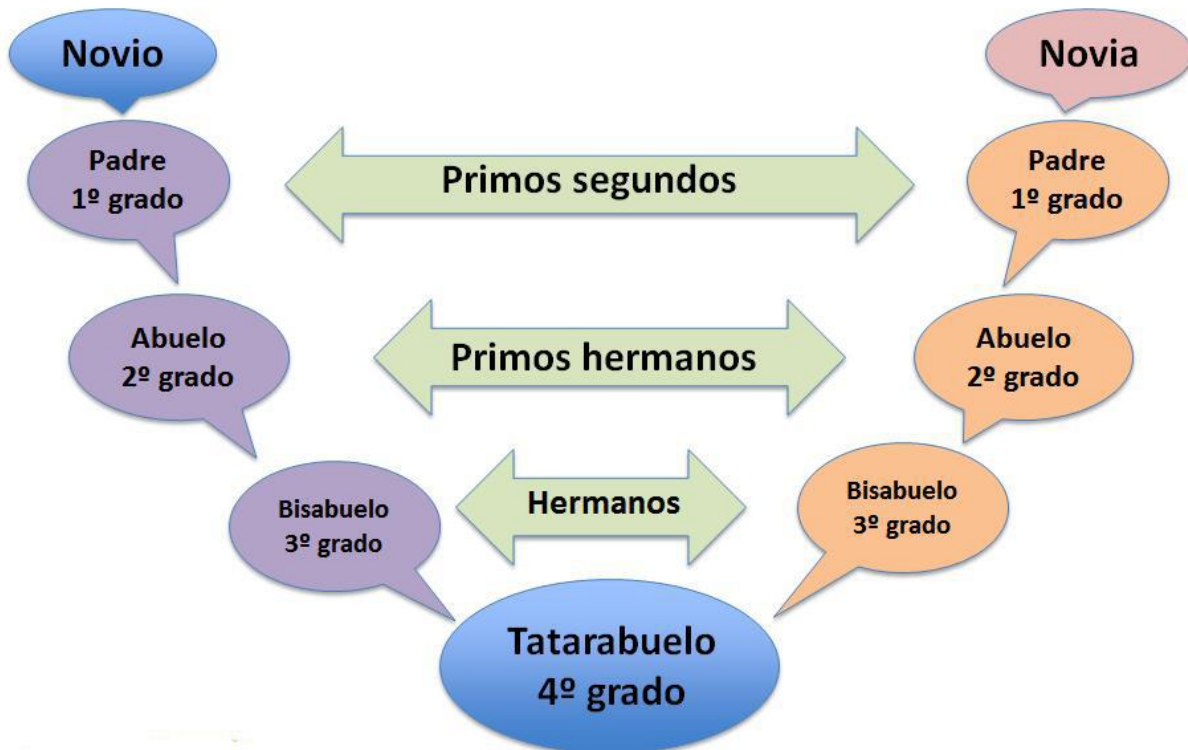 Novio
Novia
Padre
1º grado
Primos segundos
Padre
1º grado
Abuelo
2º grado
Primos hermanos
Abuelo
2º grado
Bisabuelo
3º grado
Hermanos
Bisabuelo
3º grado
Tatarabuelo
4º grado